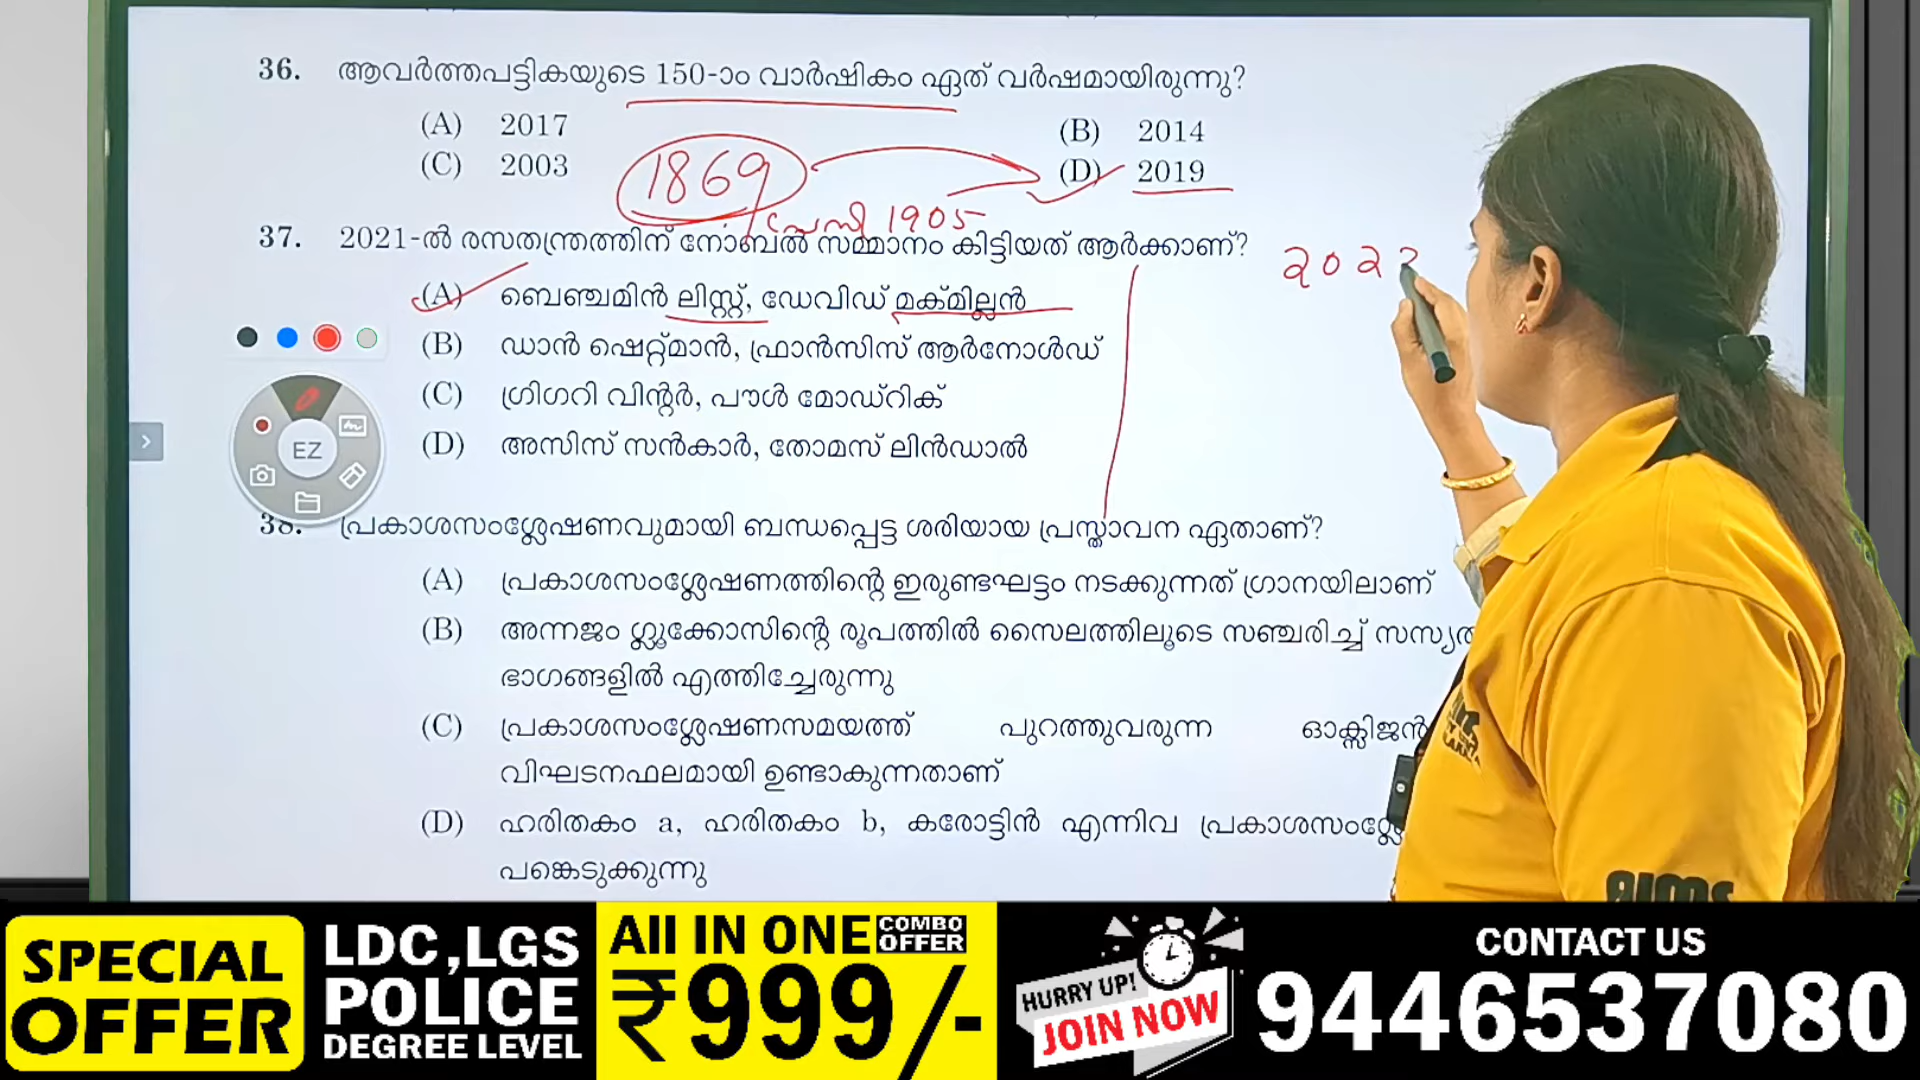 36. ആവർത്തപട്ടികയുടെ 150-ാം വാർഷികം ഏത് വർഷമായിരുന്നു?
(A) 2017 (B) 2014
(C) 2003 (D) 2019
1869
1905
37. 2021-ൽ രസതന്ത്രത്തിന് നോബൽ സമ്മാനം കിട്ടിയത് ആർക്കാണ്?
202
(A) ബെഞ്ചമിൻ ലിസ്റ്റ്, ഡേവിഡ് മക്മില്ലൻ
(B) ഡാൻ ഷെറ്റ്മാൻ, ഫ്രാൻസിസ് ആർനോൾഡ്
(C) ഗ്രിഗറി വിന്റർ, പൗൾ മോഡ്റിക്
EZ
(D) അസിസ് സൻകാർ, തോമസ് ലിൻഡാൽ
38. പ്രകാശസംശ്ലേഷണവുമായി ബന്ധപ്പെട്ട ശരിയായ പ്രസ്താവന ഏതാണ്?
(A) പ്രകാശസംശ്ലേഷണത്തിന്റെ ഇരുണ്ടഘട്ടം നടക്കുന്നത് ഗ്രാനയിലാണ്
(B) അന്നജം ഗ്ലൂക്കോസിന്റെ രൂപത്തിൽ സൈലത്തിലൂടെ സഞ്ചരിച്ച്
ഭാഗങ്ങളിൽ എത്തിച്ചേരുന്നു
(C) പ്രകാശസംശ്ലേഷണസമയത്ത് പുറത്തുവരുന്ന ഓക്സിജൻ
വിഘടനഫലമായി ഉണ്ടാകുന്നതാണ്
(D) ഹരിതകം a, ഹരിതകം b, കരോട്ടിൻ എന്നിവ
പങ്കെടുക്കുന്നു
SPECIAL OFFER
LDC,LGS
POLICE
DEGREE LEVEL
All IN ONE COMBO OFFER
₹999/-
HURRY UP!
JOIN NOW
CONTACT US
9446537080